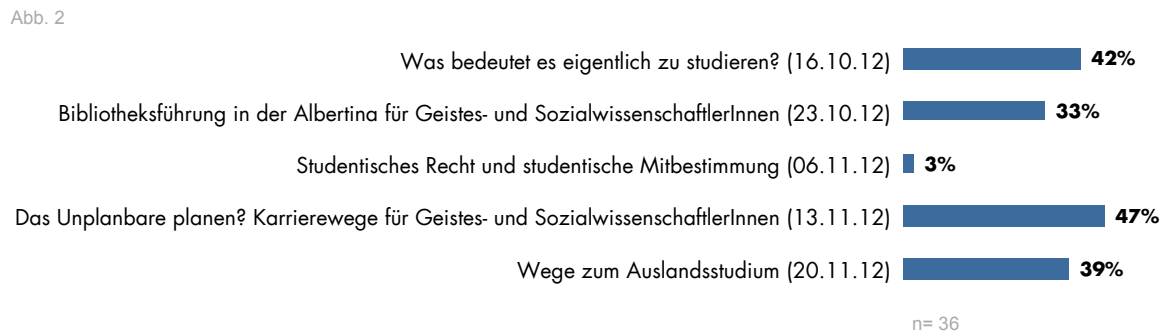 Abb. 2
Was bedeutet es eigentlich zu studieren? (16.10.12) 42%
Bibliotheksführung in der Albertina für Geistes- und SozialwissenschaftlerInnen (23.10.12) 33%
Studentisches Recht und studentische Mitbestimmung (06.11.12) 3%
Das Unplanbare planen? Karrierewege für Geistes- und SozialwissenschaftlerInnen (13.11.12) 47%
Wege zum Auslandsstudium (20.11.12) 39%
n= 36